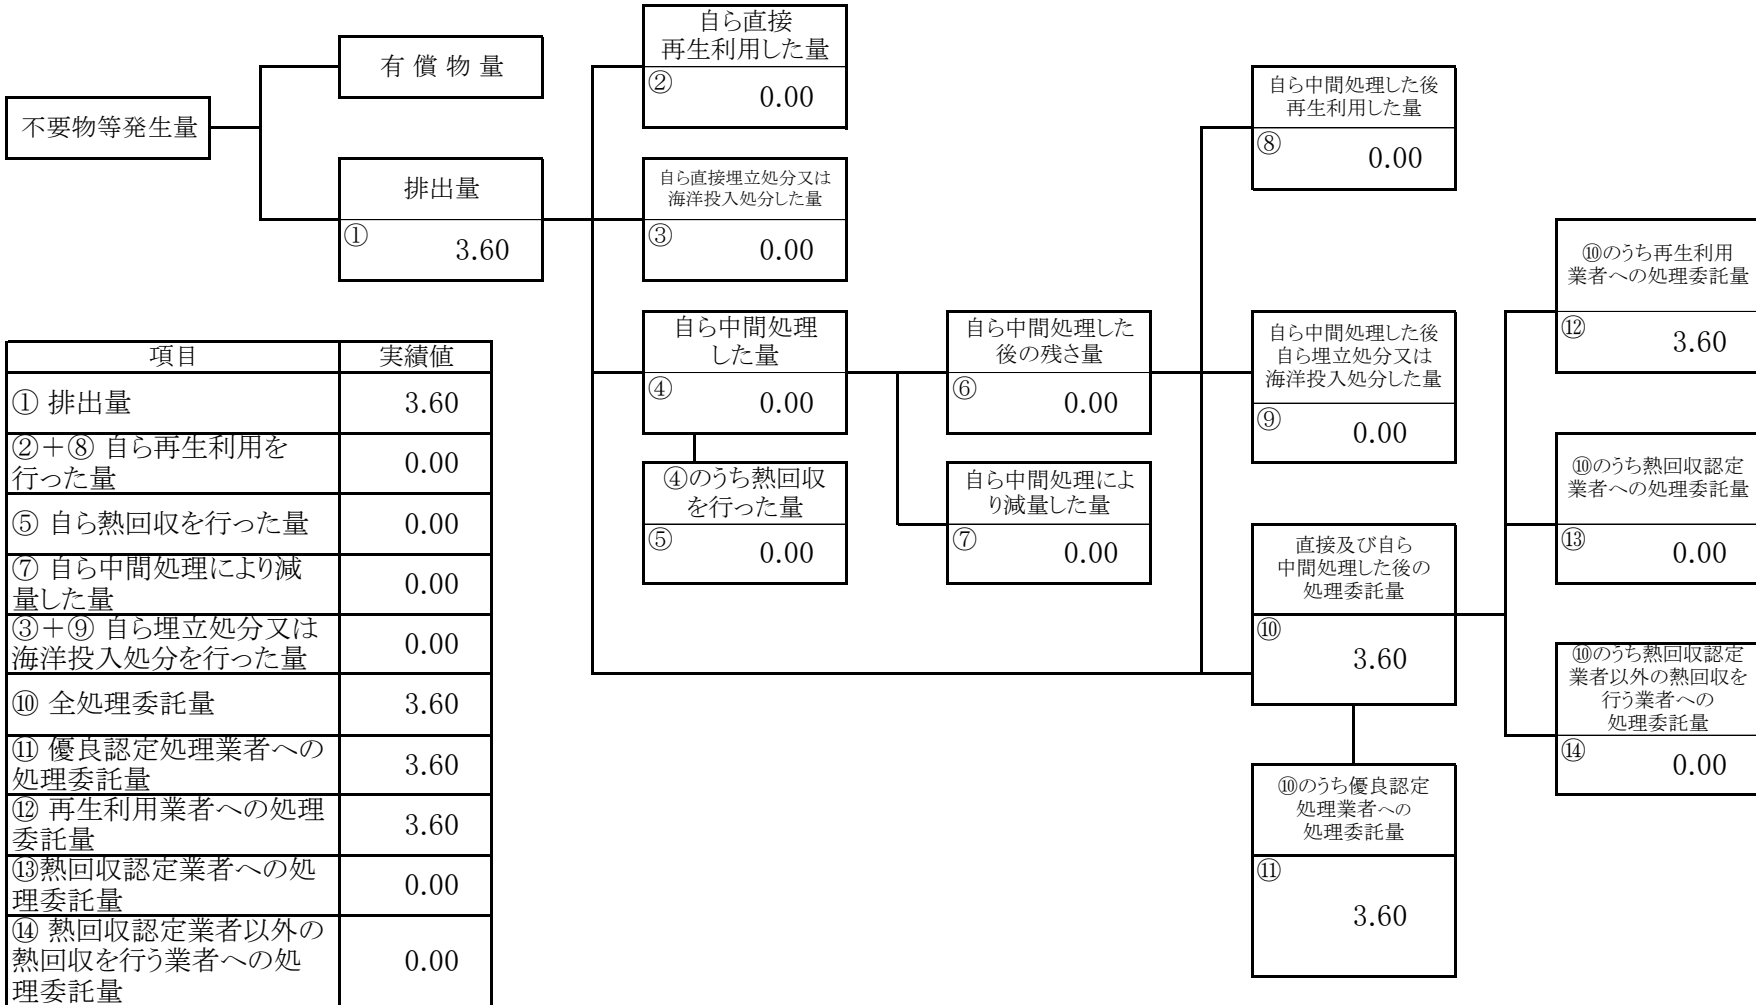 不要物等発生量
有 償 物 量
排出量
①
3.60
自ら直接
再生利用した量
②
0.00
自ら直接埋立処分又は
海洋投入処分した量
③
0.00
自ら中間処理
した量
④
0.00
④のうち熱回収
を行った量
⑤
0.00
自ら中間処理した
後の残さ量
⑥
0.00
自ら中間処理によ
り減量した量
⑦
0.00
自ら中間処理した後
再生利用した量
⑧
0.00
自ら中間処理した後
自ら埋立処分又は
海洋投入処分した量
⑨
0.00
直接及び自ら
中間処理した後の
処理委託量
⑩
3.60
⑩のうち優良認定
処理業者への
処理委託量
⑪
3.60
⑩のうち再生利用
業者への処理委託量
⑫
3.60
⑩のうち熱回収認定
業者への処理委託量
⑬
0.00
⑩のうち熱回収認定
業者以外の熱回収を
行う業者への
処理委託量
⑭
0.00
項目 実績値
① 排出量 3.60
②+⑧ 自ら再生利用を
行った量 0.00
⑤ 自ら熱回収を行った量 0.00
⑦ 自ら中間処理により減
量した量 0.00
③+⑨ 自ら埋立処分又は
海洋投入処分を行った量 0.00
⑩ 全処理委託量 3.60
⑪ 優良認定処理業者への
処理委託量 3.60
⑫ 再生利用業者への処理
委託量 3.60
⑬熱回収認定業者への処
理委託量 0.00
⑭ 熱回収認定業者以外の
熱回収を行う業者への処
理委託量 0.00